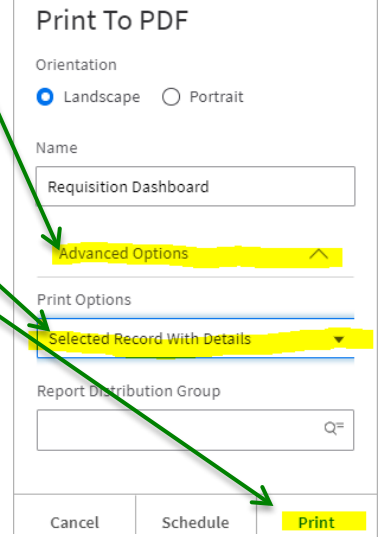 Print To PDF
Orientation
Landscape Portrait
Name
Requisition Dashboard
Advanced Options
Print Options
Selected Record With Details
Report Distribution Group
Cancel Schedule Print